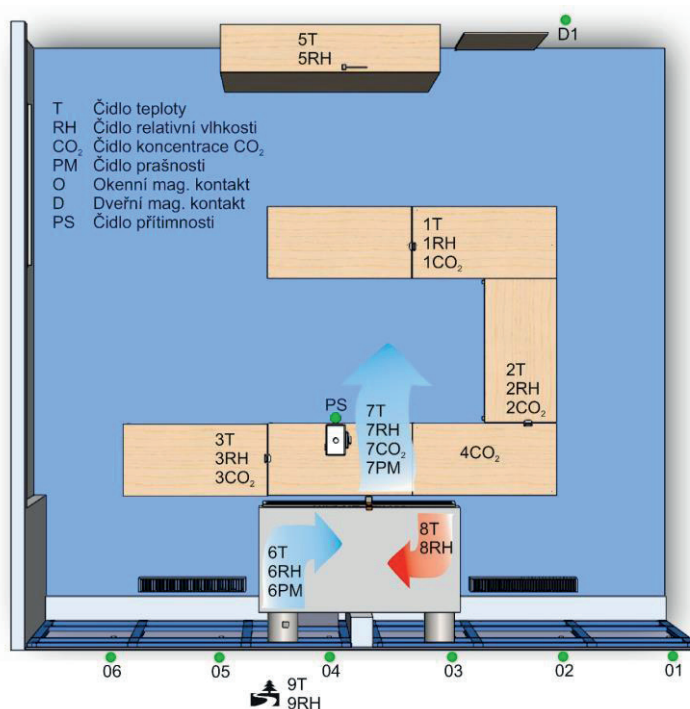 D1
5T
5RH
T Čidlo teploty
RH Čidlo relativní vlhkosti
CO₂ Čidlo koncentrace CO₂
PM Čidlo prašnosti
O Okenní mag. kontakt
D Dveřní mag. kontakt
PS Čidlo přítimnosti
1T
1RH
1CO₂
2T
2RH
2CO₂
PS
7T
7RH
7CO₂
7PM
3T
3RH
3CO₂
4CO₂
6T
6RH
6PM
8T
8RH
06
05
04
03
02
01
9T
9RH